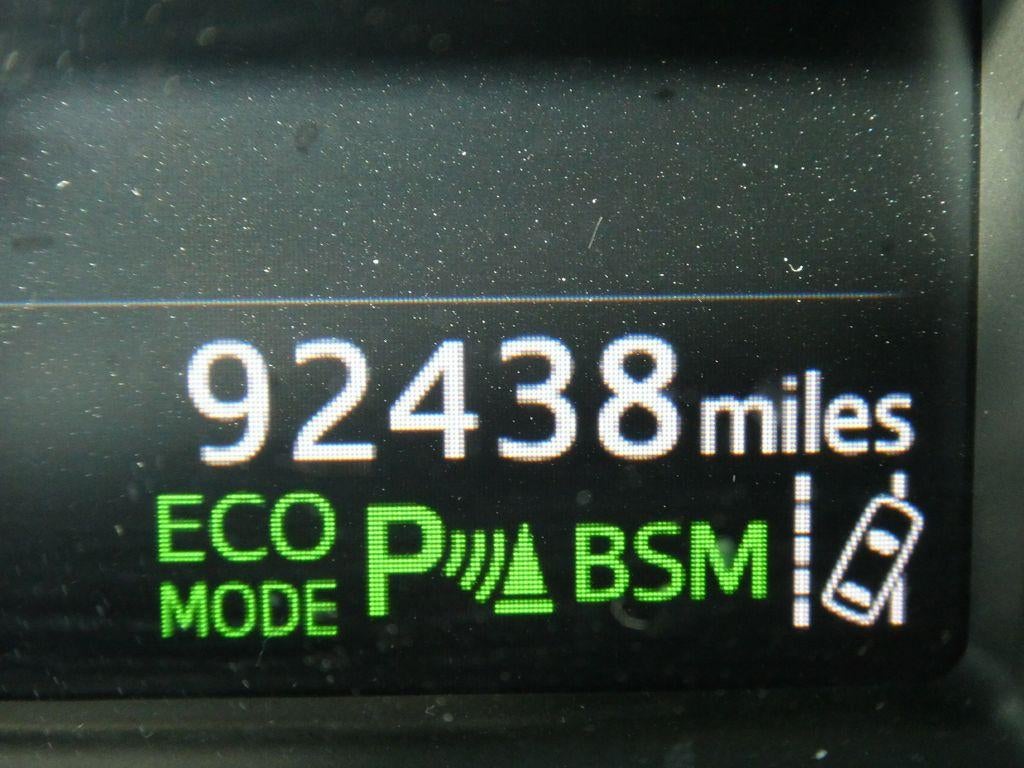 92438 miles
ECO MODE P BSM